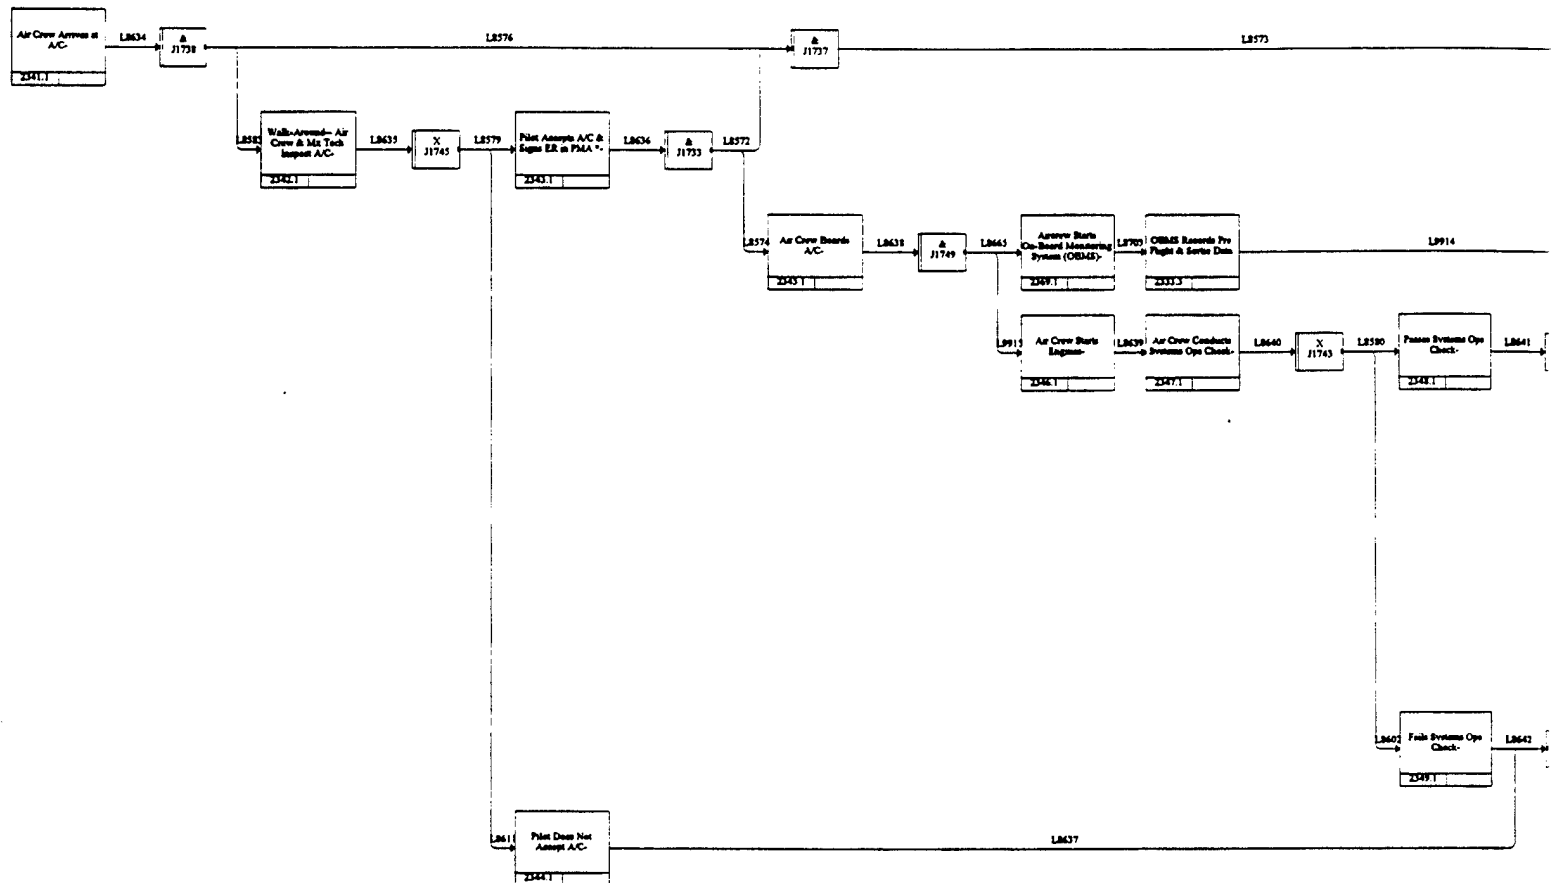 Air Crew Arrives at
A/C-
2341.1
L8634
&
J1738
L8576
&
J1737
L8573
L8582
Walk-Around-- Air
Crew & Mx Tech
Inspect A/C-
2342.1
L8635
X
J1745
L8579
Pilot Accepts A/C &
Signs ER in PMA *-
2343.1
L8636
&
J1733
L8572
L8574
Air Crew Boards
A/C-
2345.1
L8638
&
J1749
L8665
Aircrew Starts
On-Board Monitoring
System (OBMS)-
2369.1
L8705
OBMS Records Pre
Flight & Sortie Data
2333.3
L9914
L9915
Air Crew Starts
Engines-
2346.1
L8639
Air Crew Conducts
Systems Ops Check-
2347.1
L8640
X
J1743
L8580
Passes Systems Ops
Check-
2348.1
L8641
L8602
Fails Systems Ops
Check-
2349.1
L8642
L8611
Pilot Does Not
Accept A/C-
2344.1
L8637